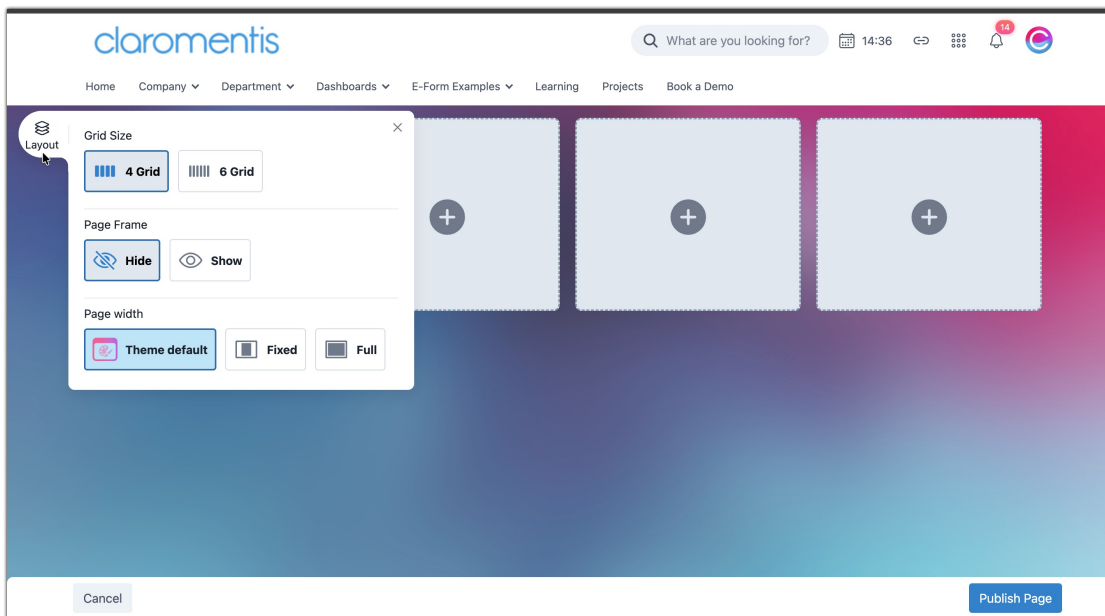 claromentis
What are you looking for?
14:36
14
Home Company Department Dashboards E-Form Examples Learning Projects Book a Demo
Layout
Grid Size
4 Grid 6 Grid
Page Frame
Hide Show
Page width
Theme default Fixed Full
Cancel Publish Page